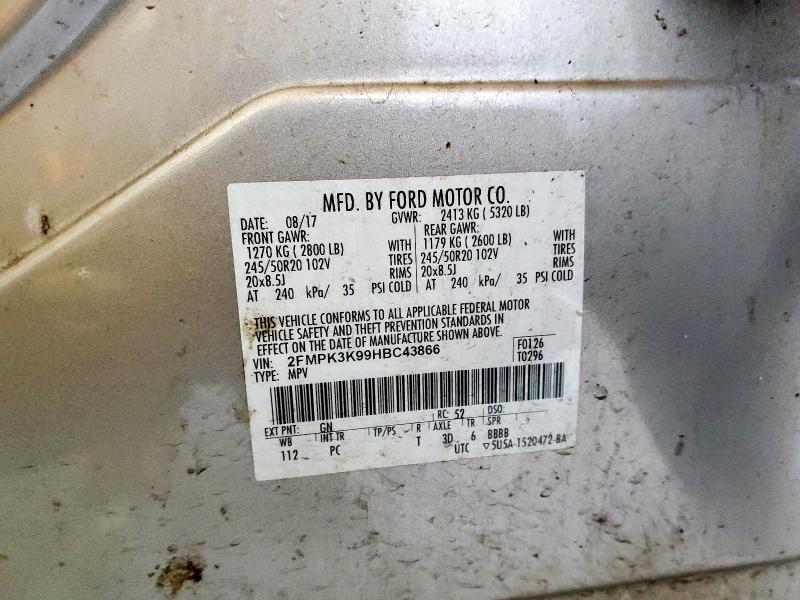 MFD. BY FORD MOTOR CO.
DATE: 08/17 GVWR: 2413 KG ( 5320 LB)
FRONT GAWR: REAR GAWR:
1270 KG ( 2800 LB) WITH 1179 KG ( 2600 LB) WITH
245/50R20 102V TIRES 245/50R20 102V TIRES
20x8.5J RIMS 20x8.5J RIMS
AT 240 kPa/ 35 PSI COLD AT 240 kPa/ 35 PSI COLD
THIS VEHICLE CONFORMS TO ALL APPLICABLE FEDERAL MOTOR
VEHICLE SAFETY AND THEFT PREVENTION STANDARDS IN
EFFECT ON THE DATE OF MANUFACTURE SHOWN ABOVE.
VIN: 2FMPK3K99HBC43866 F0126
TYPE: MPV T0296
EXT PNT: GN RC: 52 DSO:
WB INT TR TP/PS R AXLE TR SPR
112 PC T 3D 6 BBBB
UTC ▽5U5A-1520472-BA